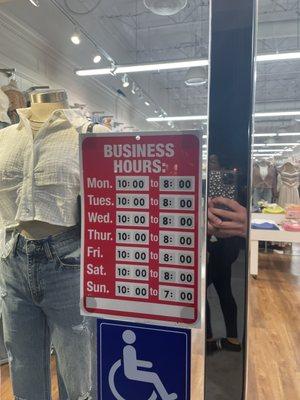 BUSINESS
HOURS:
Mon. 10:00 to 8:00
Tues. 10:00 to 8:00
Wed. 10:00 to 8:00
Thur. 10:00 to 8:00
Fri. 10:00 to 8:00
Sat. 10:00 to 8:00
Sun. 10:00 to 7:00